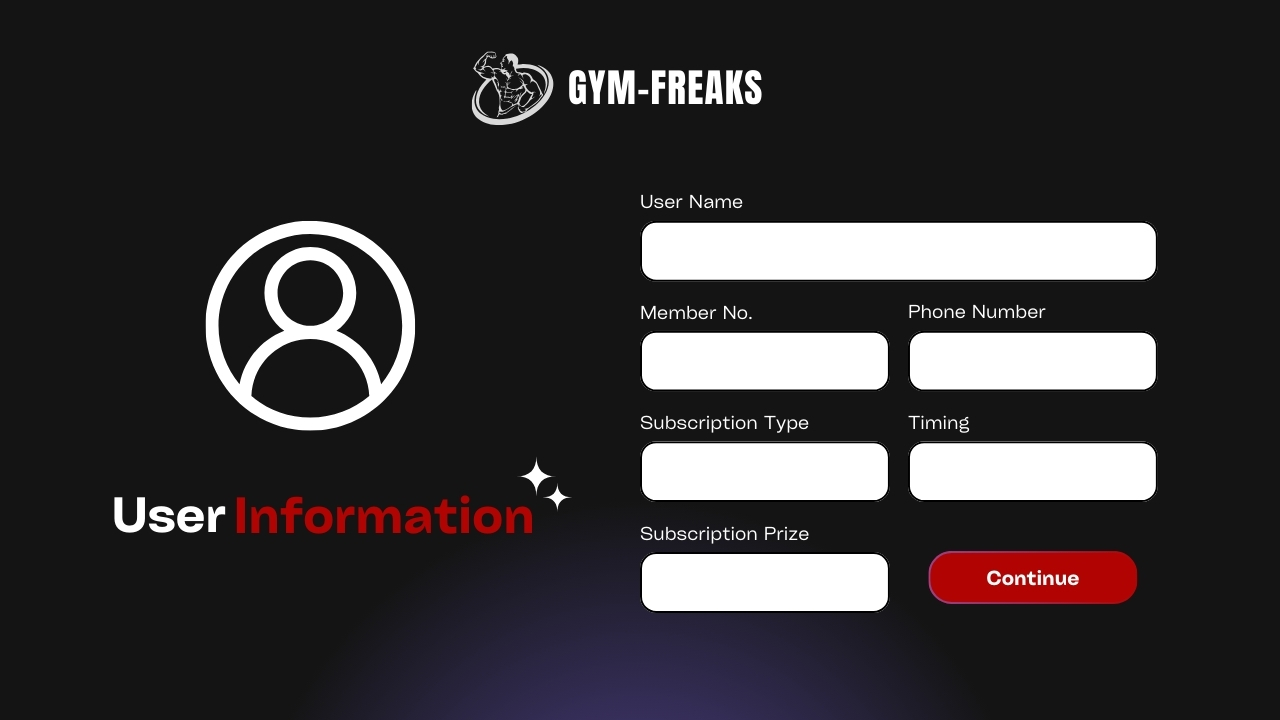 GYM-FREAKS
User Name
Member No.
Phone Number
Subscription Type
Timing
User Information
Subscription Prize
Continue